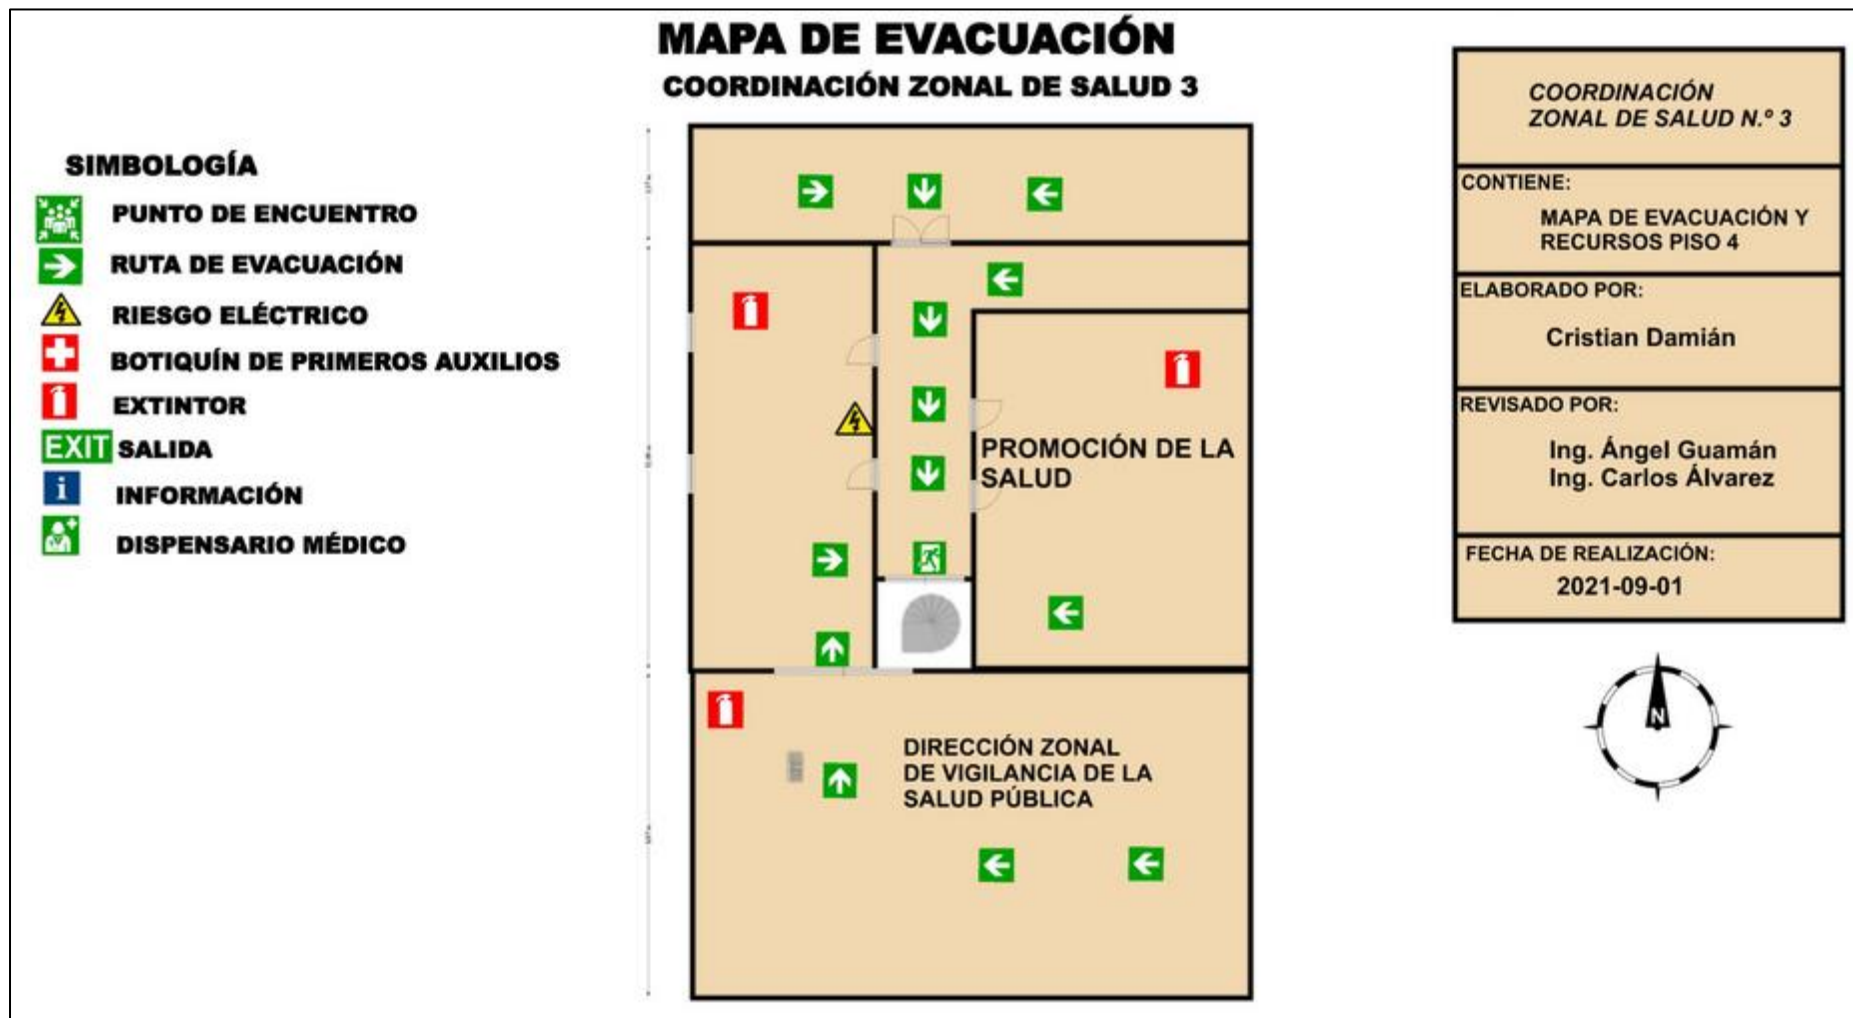 MAPA DE EVACUACIÓN
COORDINACIÓN ZONAL DE SALUD 3
SIMBOLOGÍA
PUNTO DE ENCUENTRO
RUTA DE EVACUACIÓN
RIESGO ELÉCTRICO
BOTIQUÍN DE PRIMEROS AUXILIOS
EXTINTOR
EXIT SALIDA
i INFORMACIÓN
DISPENSARIO MÉDICO
PROMOCIÓN DE LA
SALUD
DIRECCIÓN ZONAL
DE VIGILANCIA DE LA
SALUD PÚBLICA
COORDINACIÓN
ZONAL DE SALUD N.º 3
CONTIENE:
MAPA DE EVACUACIÓN Y
RECURSOS PISO 4
ELABORADO POR:
Cristian Damián
REVISADO POR:
Ing. Ángel Guamán
Ing. Carlos Álvarez
FECHA DE REALIZACIÓN:
2021-09-01
N